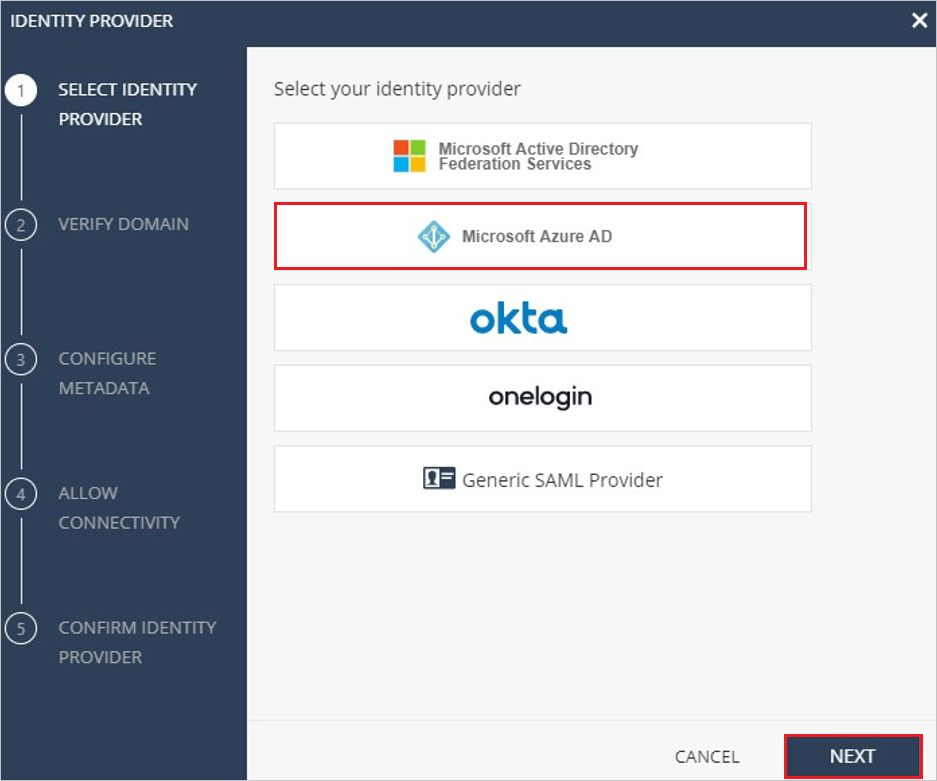 IDENTITY PROVIDER
1
SELECT IDENTITY
PROVIDER
2
VERIFY DOMAIN
3
CONFIGURE
METADATA
4
ALLOW
CONNECTIVITY
5
CONFIRM IDENTITY
PROVIDER
Select your identity provider
Microsoft Active Directory
Federation Services
Microsoft Azure AD
okta
onelogin
Generic SAML Provider
CANCEL
NEXT